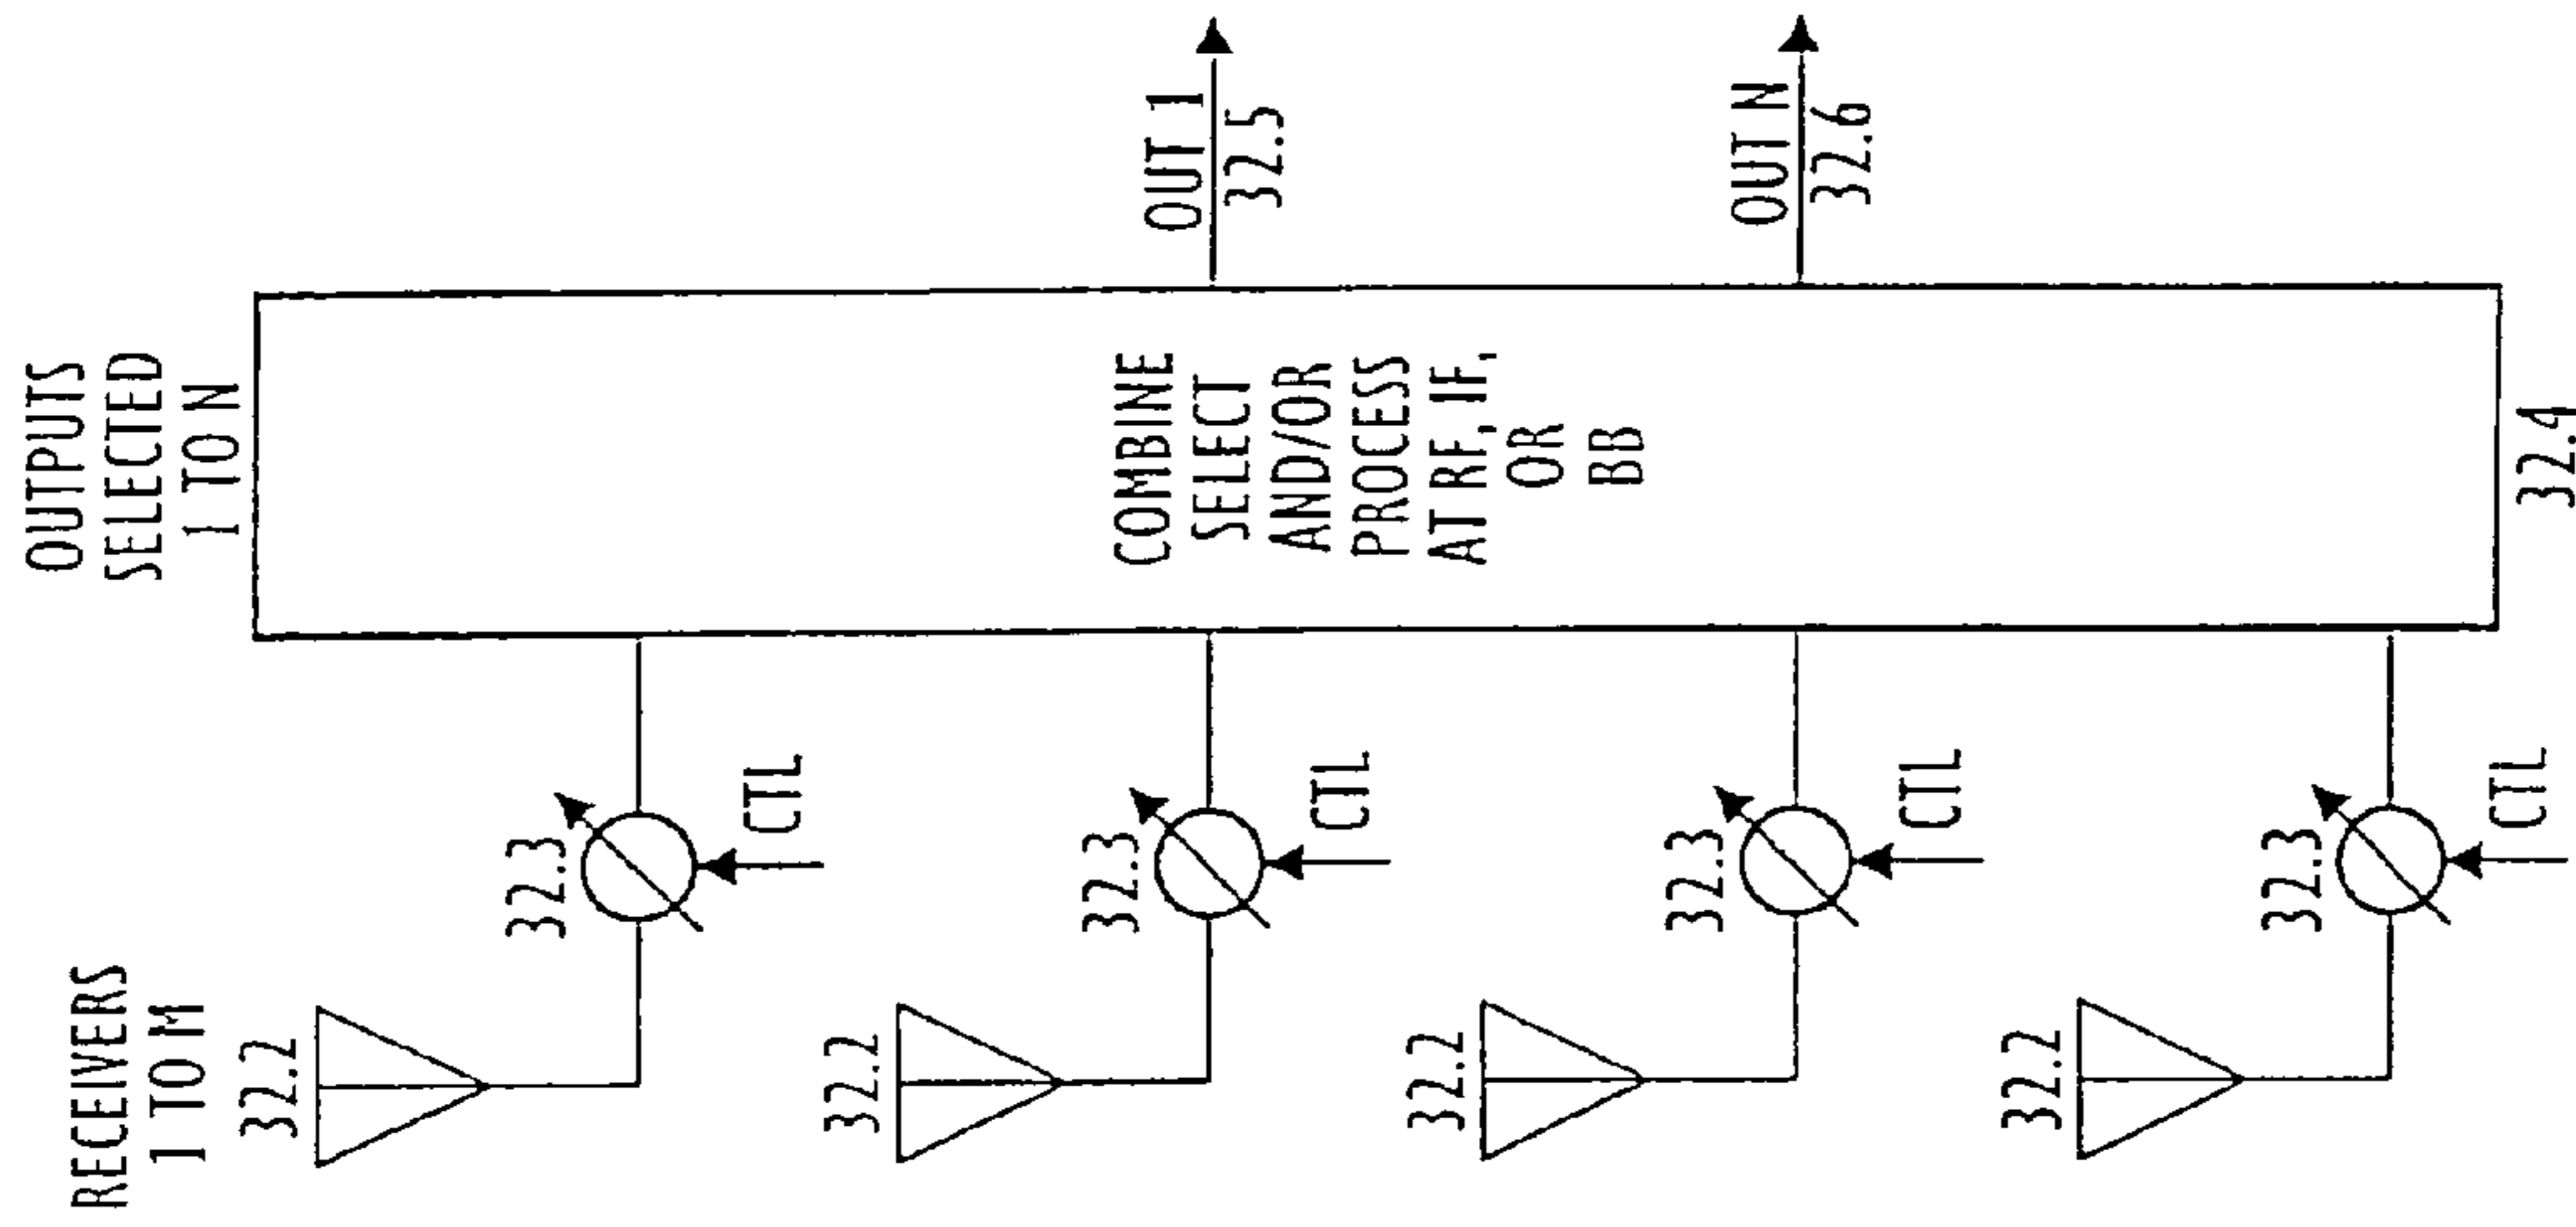 RECEIVERS
1 TO M
32.2
32.3
CTL
32.2
32.3
CTL
32.2
32.3
CTL
32.2
32.3
CTL
OUTPUTS
SELECTED
1 TO N
COMBINE
SELECT
AND/OR
PROCESS
AT RF, IF,
OR
BB
32.4
OUT 1
32.5
OUT N
32.6